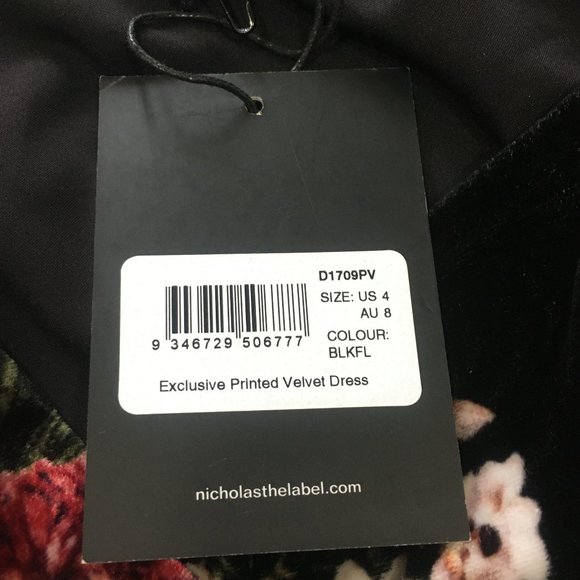 D1709PV
SIZE: US 4
AU 8
COLOUR:
BLKFL
9 346729 506777
Exclusive Printed Velvet Dress
nicholasthelabel.com